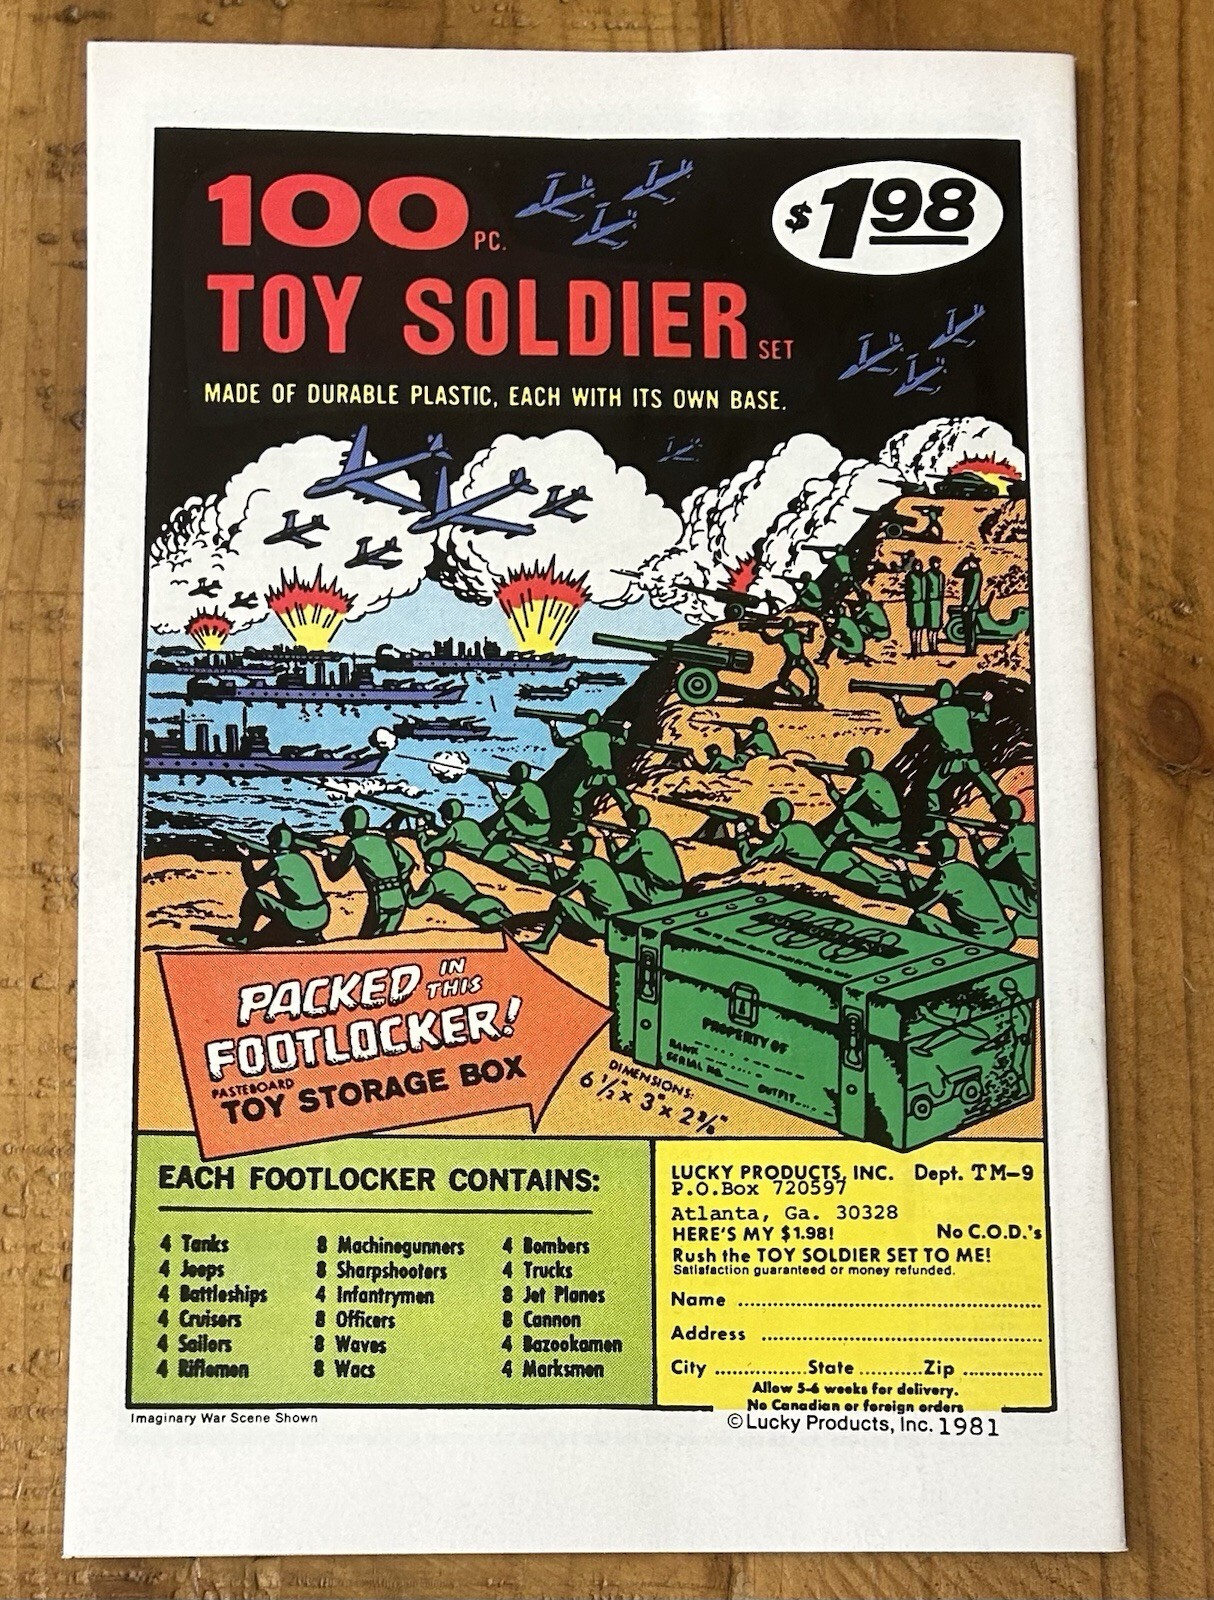 100 PC.
$1.98
TOY SOLDIER SET
MADE OF DURABLE PLASTIC, EACH WITH ITS OWN BASE.
PACKED IN THIS
FOOTLOCKER!
PASTEBOARD
TOY STORAGE BOX
DIMENSIONS:
6 1/2" x 3" x 2
PROPERTY OF
RANK
SERIAL NO.
OUTFIT
EACH FOOTLOCKER CONTAINS:
4 Tanks
4 Jeeps
4 Battleships
4 Cruisers
4 Sailors
4 Riflemen
8 Machinegunners
8 Sharpshooters
4 Infantrymen
8 Officers
8 Waves
8 Wacs
4 Bombers
4 Trucks
8 Jet Planes
8 Cannon
4 Bazookamen
4 Marksmen
LUCKY PRODUCTS, INC. Dept. TM-9
P.O.Box 720597
Atlanta, Ga. 30328
HERE'S MY $1.98! No C.O.D.'s
Rush the TOY SOLDIER SET TO ME!
Satisfaction guaranteed or money refunded.
Name
Address
City State Zip
Allow 5-6 weeks for delivery.
No Canadian or foreign orders
Imaginary War Scene Shown
©Lucky Products, Inc. 1981